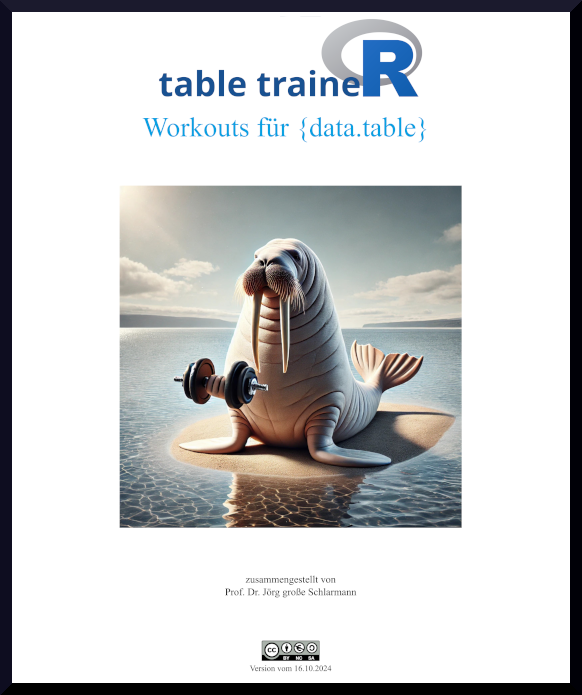 table traineR
Workouts für {data.table}
zusammengestellt von
Prof. Dr. Jörg große Schlarmann
cc BY NC SA
Version vom 16.10.2024